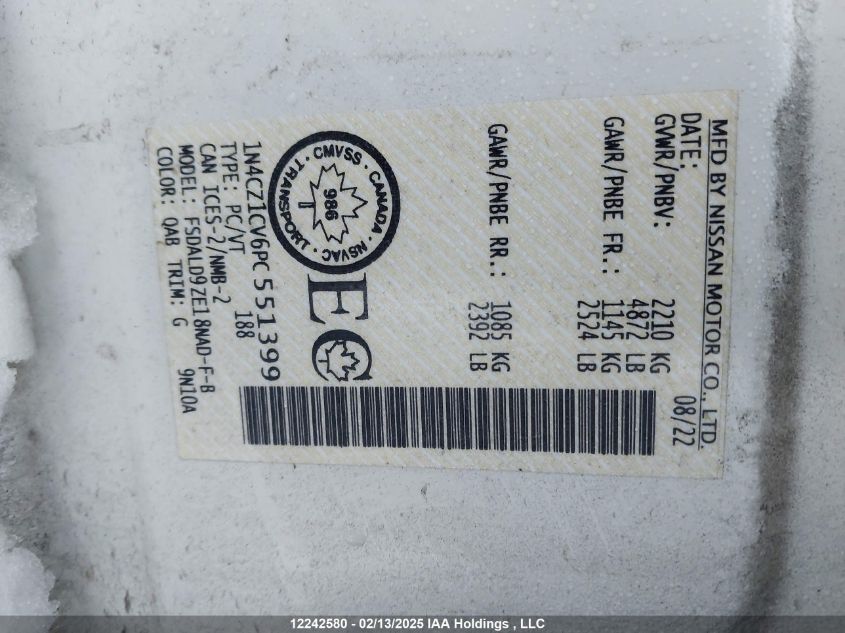 MFD BY NISSAN MOTOR CO., LTD.
DATE: 08/22
GVWR/PNBV: 2210 KG
4872 LB
GAWR/PNBE FR.: 1145 KG
2524 LB
GAWR/PNBE RR.: 1085 KG
2392 LB
CMVSS · CANADA · NSVAC · TRANSPORT ·
986
T
EC
1N4CZ1CV6PC551399
TYPE: PC/VT 188
CAN ICES-2/NMB-2
MODEL: FSDALD9ZE18NAD-F-B
COLOR: QAB TRIM: G 9N10A
12242580 - 02/13/2025 IAA Holdings , LLC